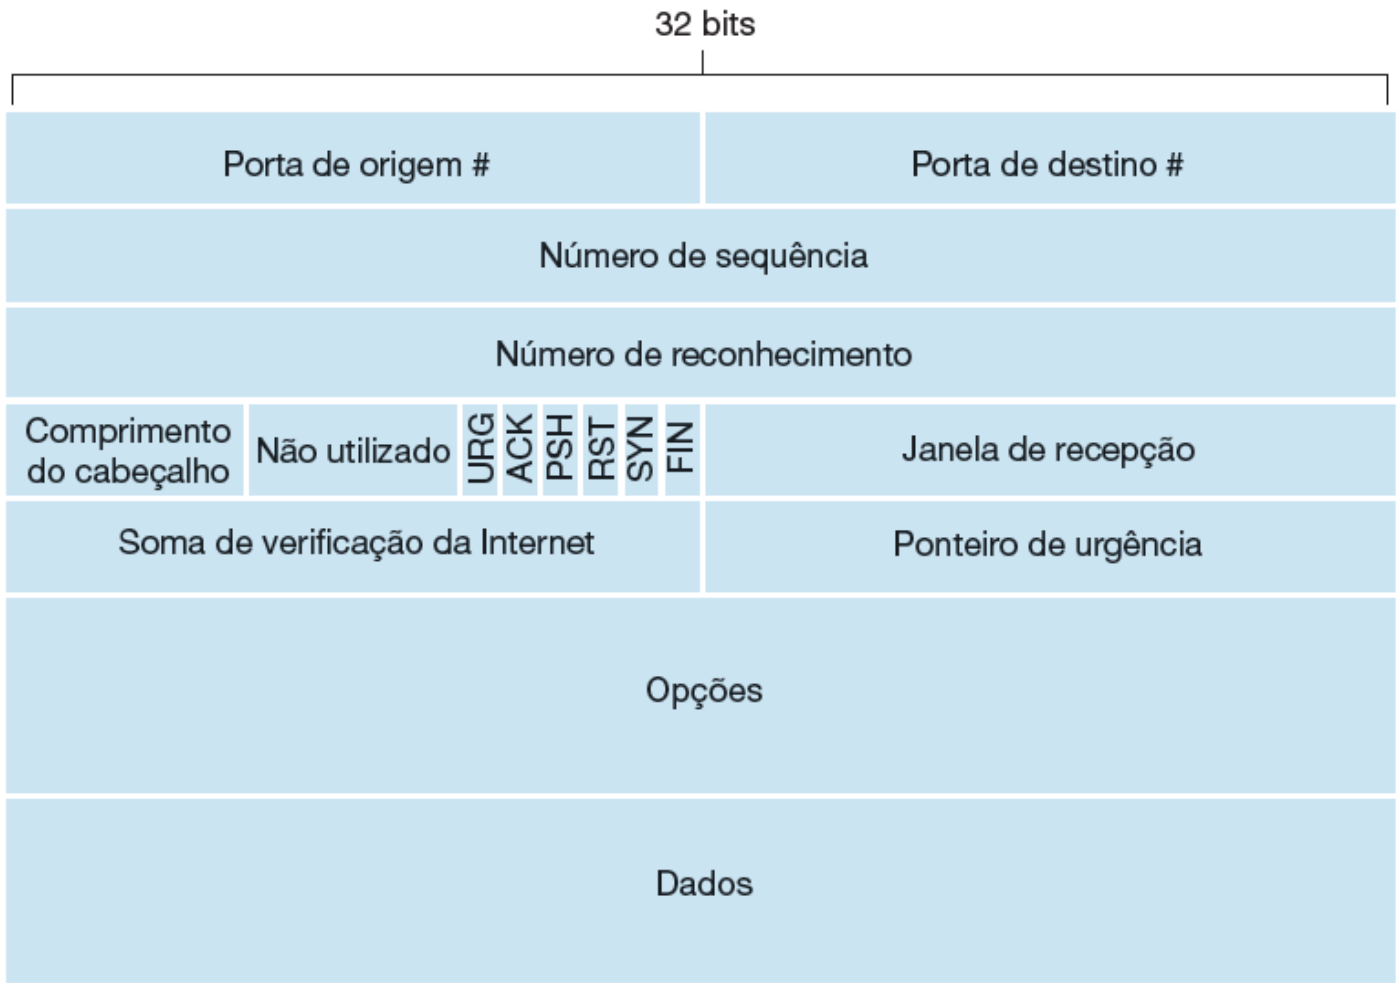 32 bits
Porta de origem #
Porta de destino #
Número de sequência
Número de reconhecimento
Comprimento
do cabeçalho
Não utilizado
URG
ACK
PSH
RST
SYN
FIN
Janela de recepção
Soma de verificação da Internet
Ponteiro de urgência
Opções
Dados